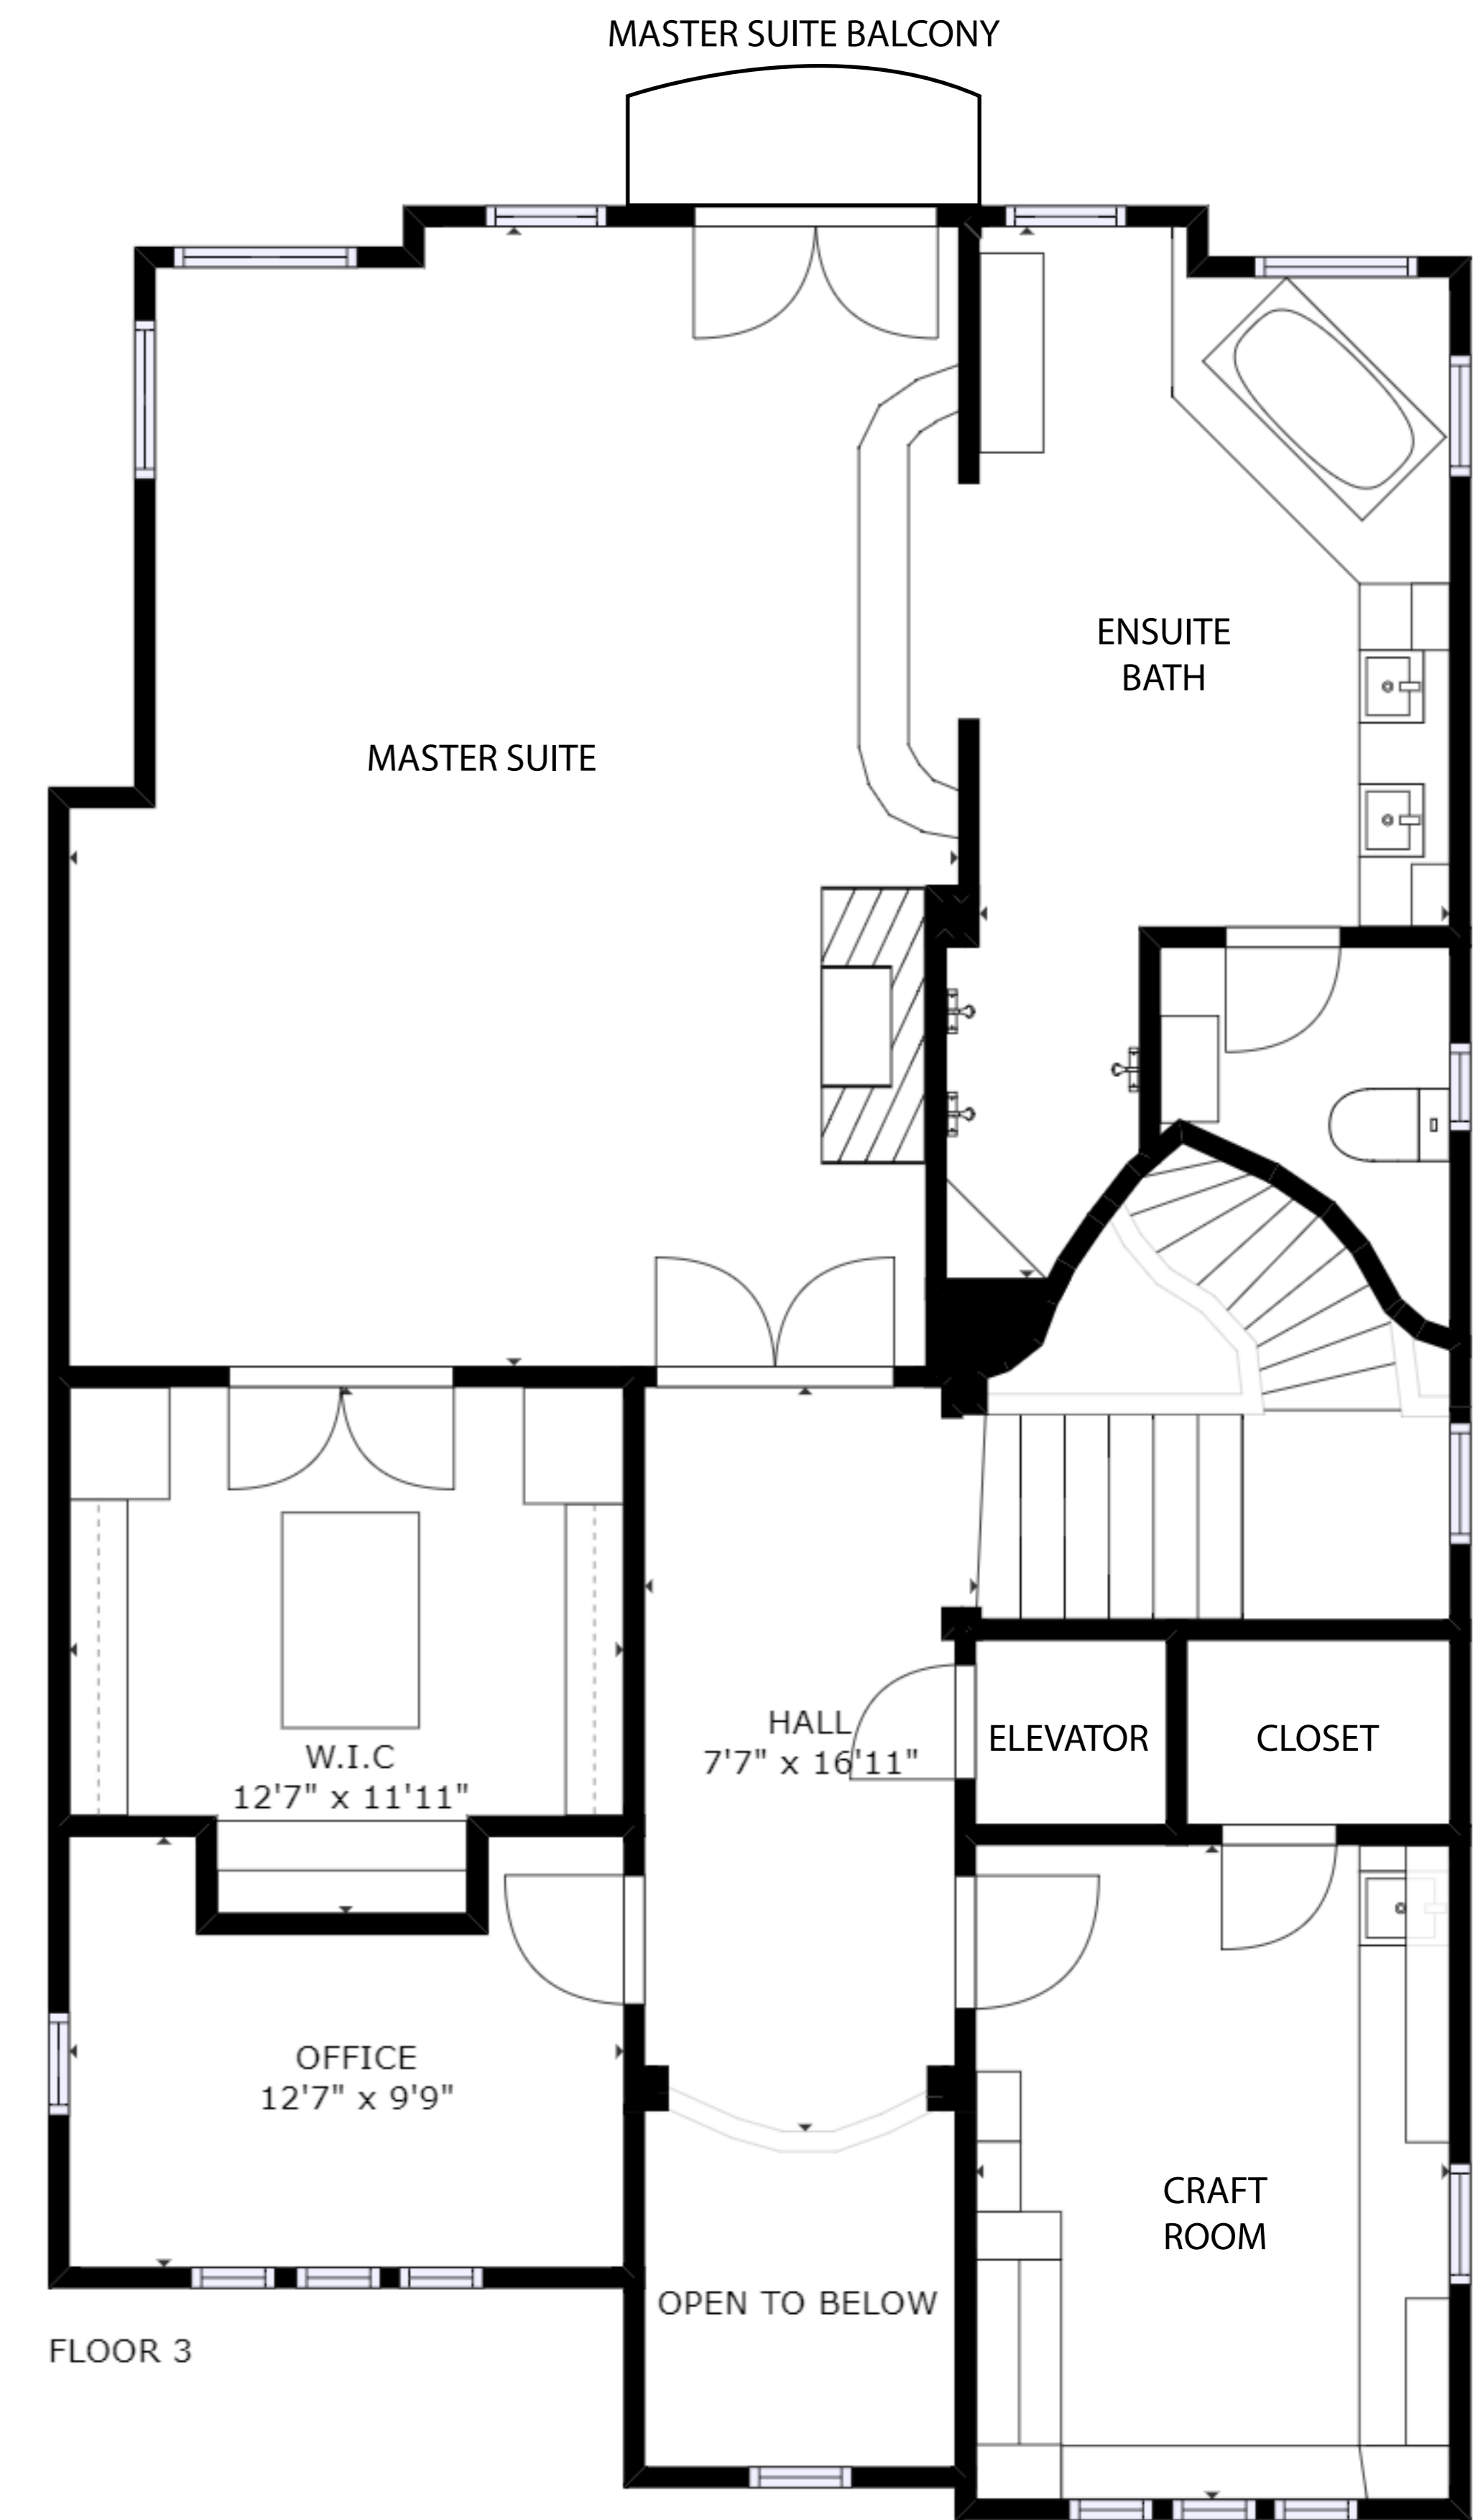 MASTER SUITE BALCONY
ENSUITE
BATH
MASTER SUITE
HALL
7'7" x 16'11"
ELEVATOR
CLOSET
W.I.C
12'7" x 11'11"
OFFICE
12'7" x 9'9"
CRAFT
ROOM
OPEN TO BELOW
FLOOR 3